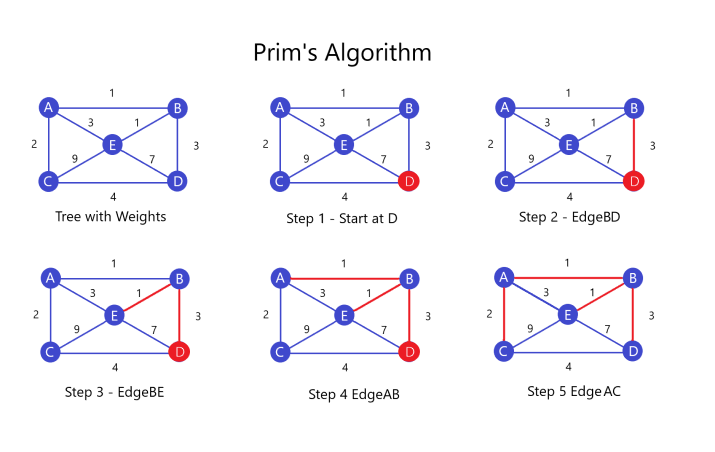 Prim's Algorithm
1
A B
3 1
2 E 3
9 7
C D
4
Tree with Weights
1
A B
3 1
2 E 3
9 7
C D
4
Step 1 - Start at D
1
A B
3 1
2 E 3
9 7
C D
4
Step 2 - EdgeBD
1
A B
3 1
2 E 3
9 7
C D
4
Step 3 - EdgeBE
1
A B
3 1
2 E 3
9 7
C D
4
Step 4 EdgeAB
1
A B
3 1
2 E 3
9 7
C D
4
Step 5 EdgeAC